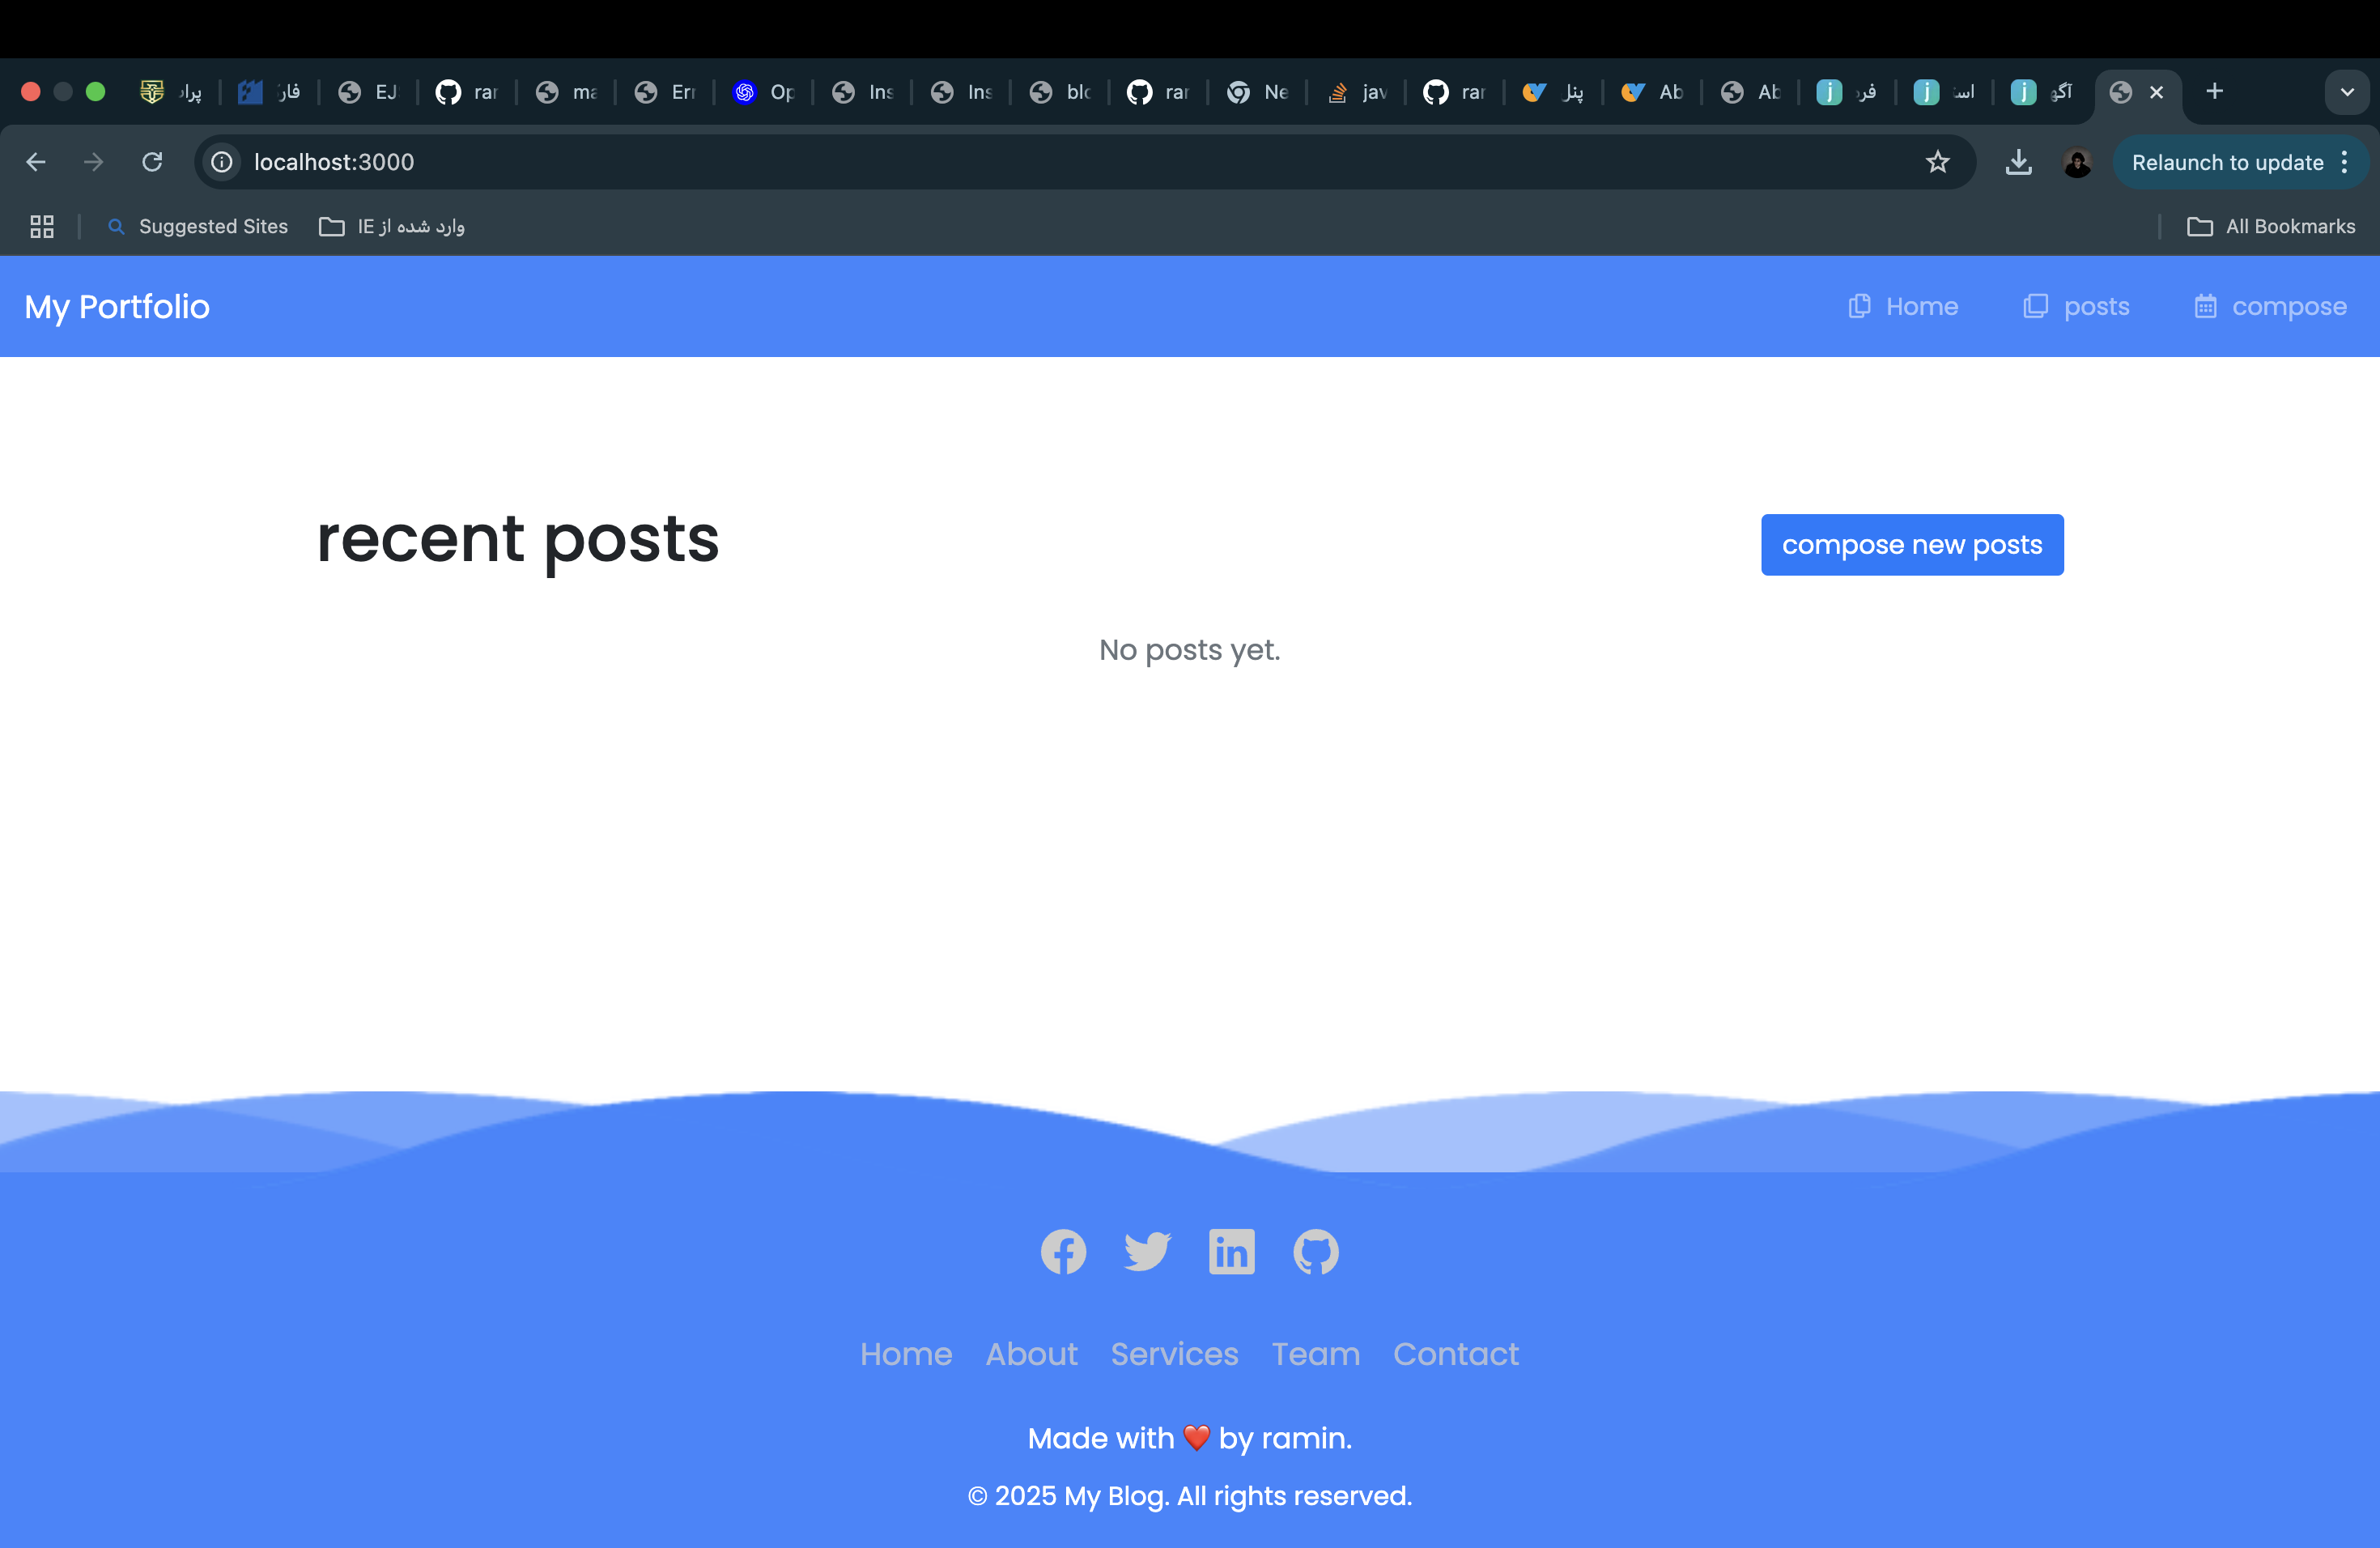 پرا
فار
EJ
rar
ma
Err
Op
Ins
Ins
blo
rar
Ne
jav
rar
پنل
Ab
Ab
فر
اس
آگه
localhost:3000
Relaunch to update
Suggested Sites
وارد شده از IE
All Bookmarks
My Portfolio
Home
posts
compose
recent posts
compose new posts
No posts yet.
Home About Services Team Contact
Made with ❤️ by ramin.
© 2025 My Blog. All rights reserved.